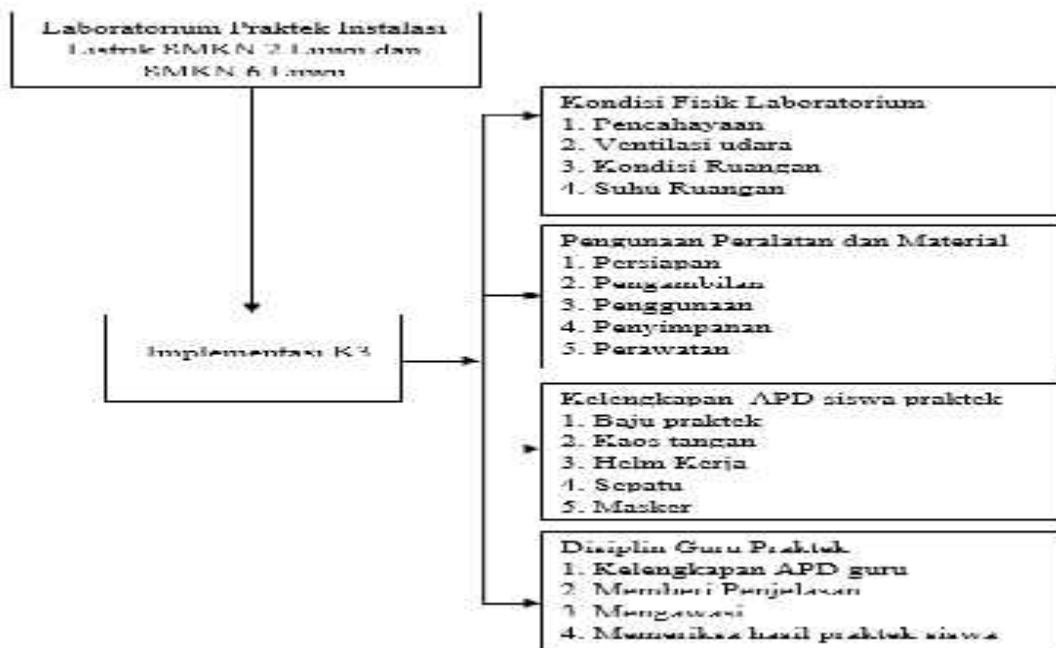 Laboratorium Praktek Instalasi
Listrik SMKN 2 Luwu dan
SMKN 6 Luwu
Implementasi K3
Kondisi Fisik Laboratorium
1. Pencahayaan
2. Ventilasi udara
3. Kondisi Ruangan
4. Suhu Ruangan
Pengunaan Peralatan dan Material
1. Persiapan
2. Pengambilan
3. Penggunaan
4. Penyimpanan
5. Perawatan
Kelengkapan APD siswa praktek
1. Baju praktek
2. Kaos tangan
3. Helm Kerja
4. Sepatu
5. Masker
Disiplin Guru Praktek
1. Kelengkapan APD guru
2. Memberi Penjelasan
3. Mengawasi
4. Memeriksa hasil praktek siswa